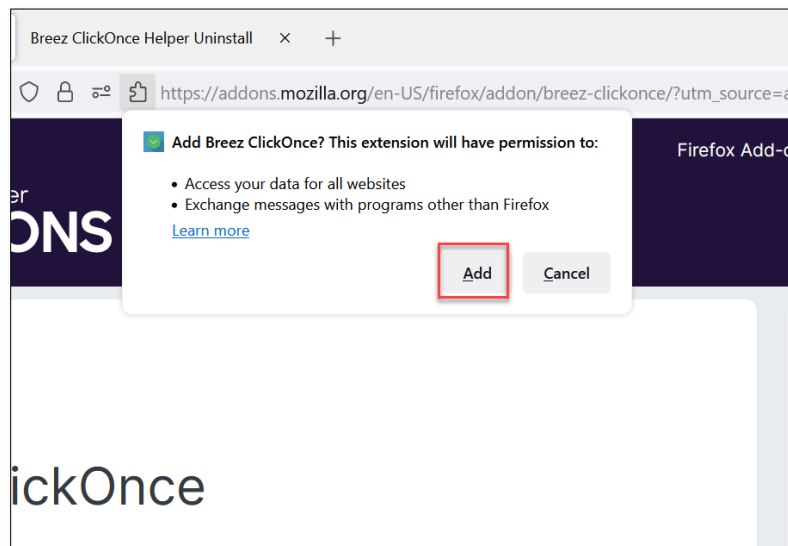 Breez ClickOnce Helper Uninstall
https://addons.mozilla.org/en-US/firefox/addon/breez-clickonce/?utm_source=a
Add Breez ClickOnce? This extension will have permission to:
Firefox Add-o
• Access your data for all websites
• Exchange messages with programs other than Firefox
er
ONS
Learn more
Add
Cancel
ickOnce